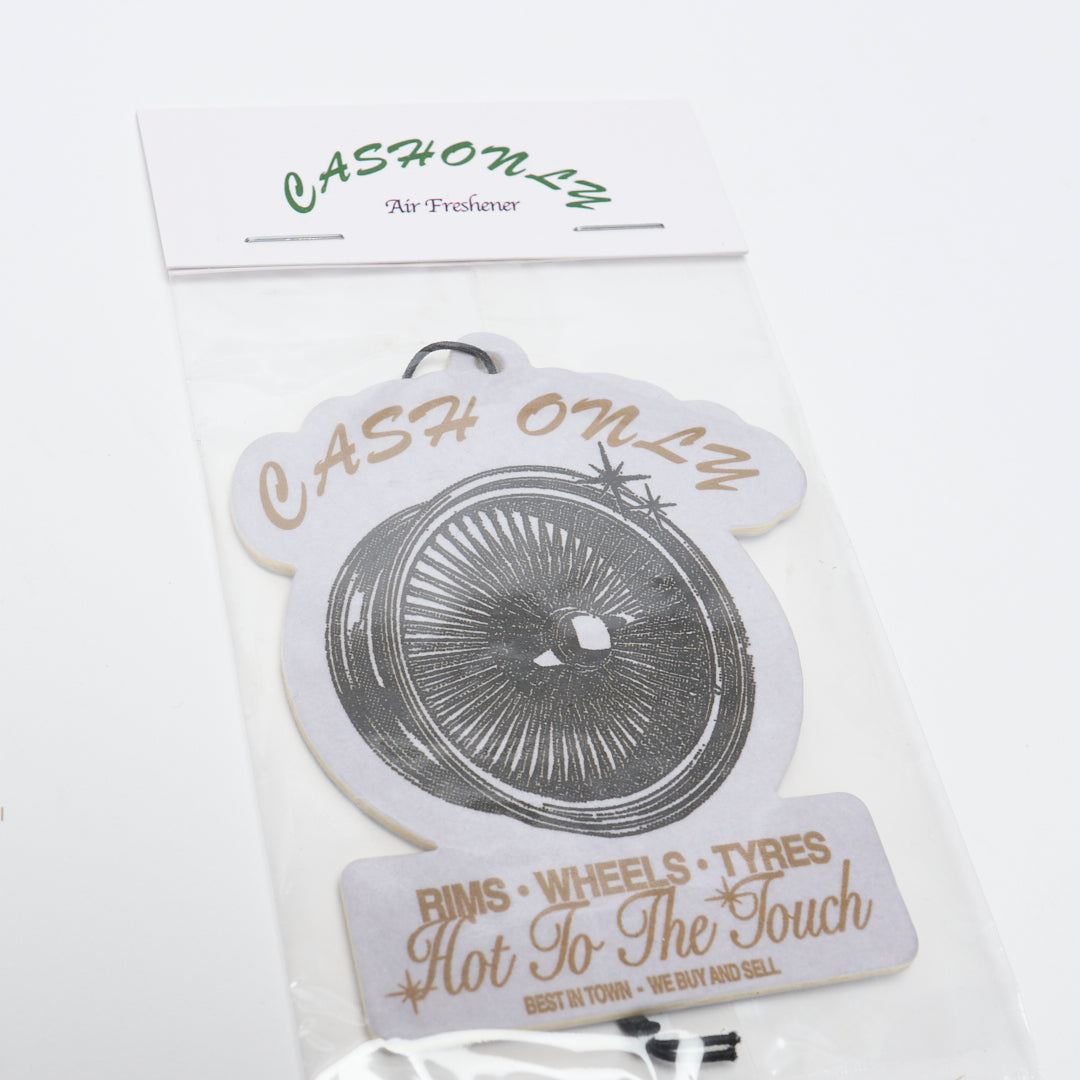 CASHONLY
Air Freshener
CASH ONLY
RIMS • WHEELS • TYRES
Hot To The Touch
BEST IN TOWN • WE BUY AND SELL